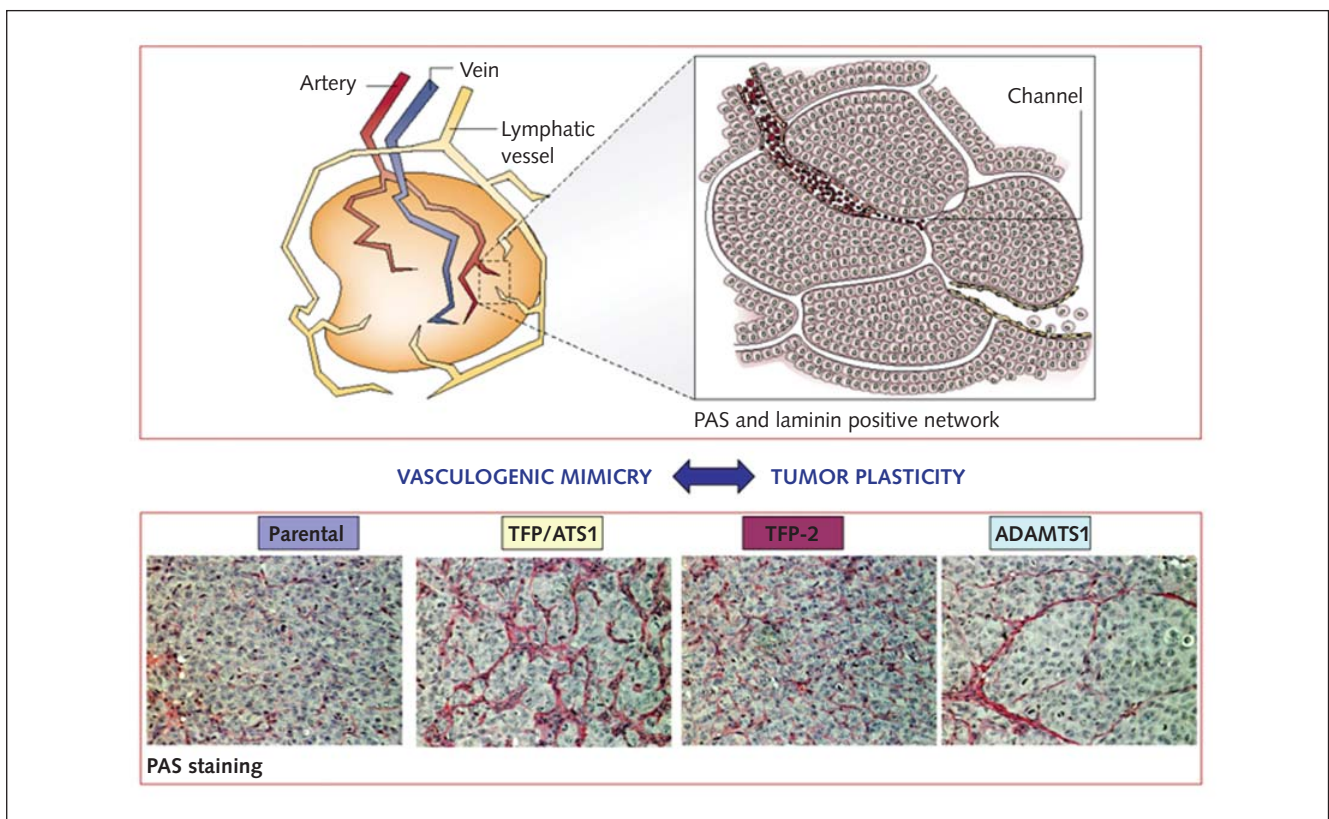 Artery
Vein
Lymphatic
vessel
Channel
PAS and laminin positive network
VASCULOGENIC MIMICRY
TUMOR PLASTICITY
Parental
TFP/ATS1
TFP-2
ADAMTS1
PAS staining